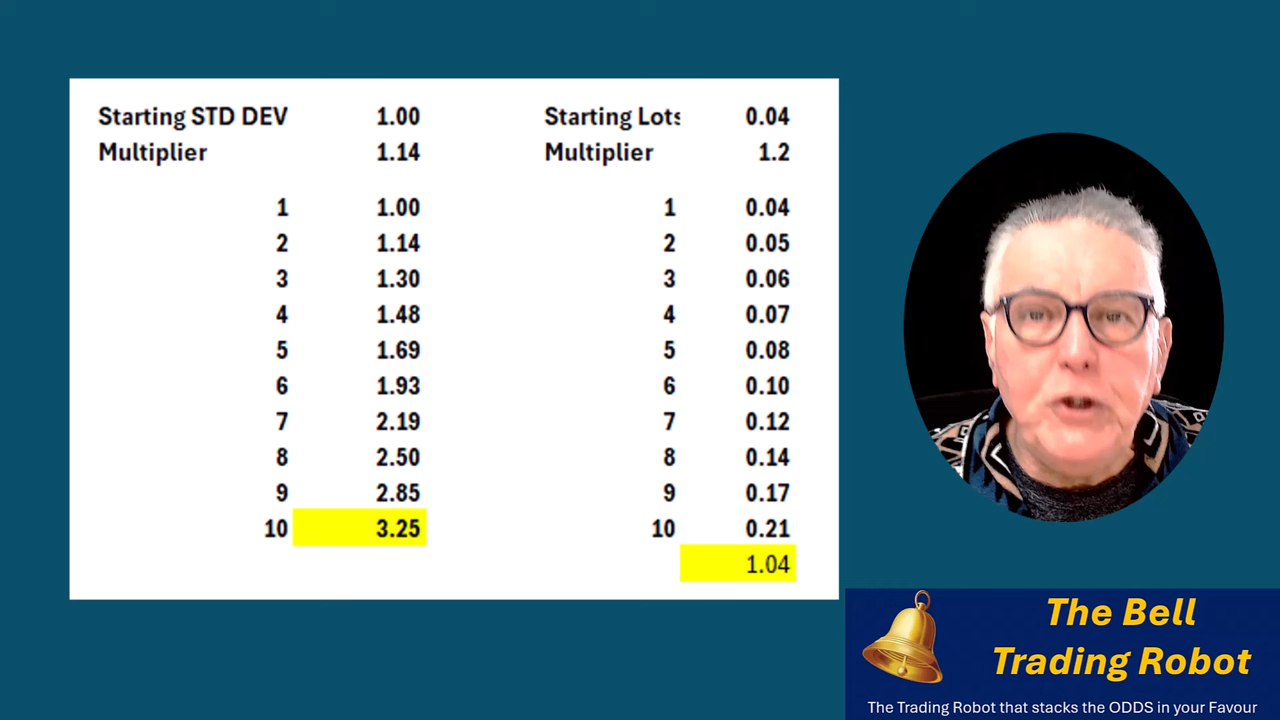 Starting STD DEV 1.00 Starting Lots 0.04
Multiplier 1.14 Multiplier 1.2
1 1.00 1 0.04
2 1.14 2 0.05
3 1.30 3 0.06
4 1.48 4 0.07
5 1.69 5 0.08
6 1.93 6 0.10
7 2.19 7 0.12
8 2.50 8 0.14
9 2.85 9 0.17
10 3.25 10 0.21
1.04
The Bell
Trading Robot
The Trading Robot that stacks the ODDS in your Favour